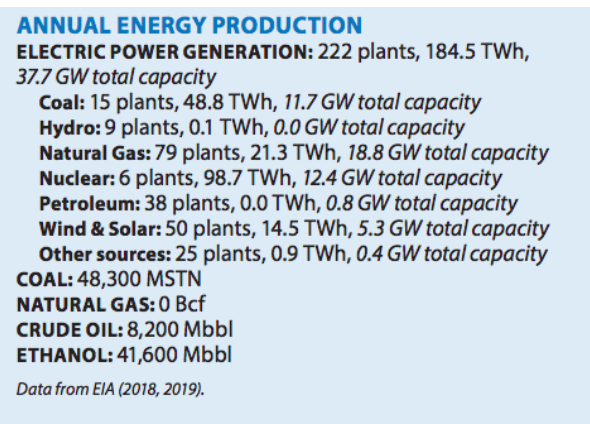 ANNUAL ENERGY PRODUCTION
ELECTRIC POWER GENERATION: 222 plants, 184.5 TWh,
37.7 GW total capacity
Coal: 15 plants, 48.8 TWh, 11.7 GW total capacity
Hydro: 9 plants, 0.1 TWh, 0.0 GW total capacity
Natural Gas: 79 plants, 21.3 TWh, 18.8 GW total capacity
Nuclear: 6 plants, 98.7 TWh, 12.4 GW total capacity
Petroleum: 38 plants, 0.0 TWh, 0.8 GW total capacity
Wind & Solar: 50 plants, 14.5 TWh, 5.3 GW total capacity
Other sources: 25 plants, 0.9 TWh, 0.4 GW total capacity
COAL: 48,300 MSTN
NATURAL GAS: 0 Bcf
CRUDE OIL: 8,200 Mbbl
ETHANOL: 41,600 Mbbl
Data from EIA (2018, 2019).